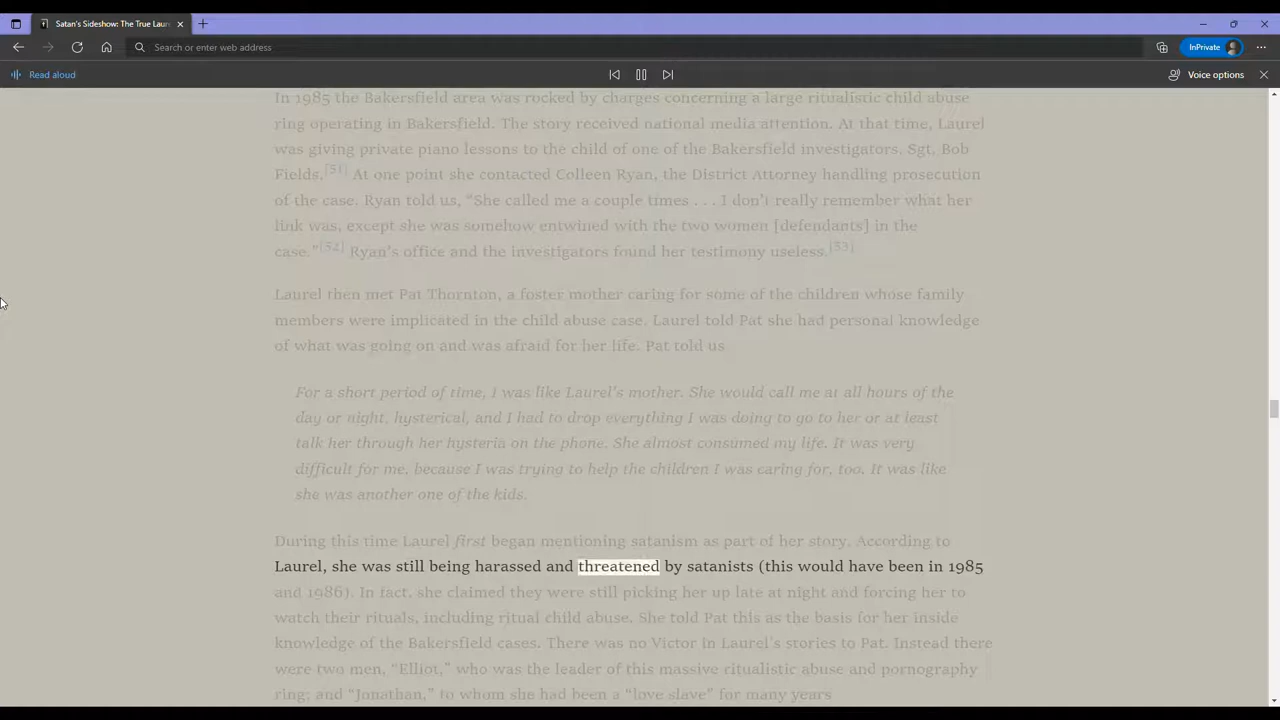 Satan's Sideshow: The True Laur
Search or enter web address
InPrivate
Read aloud
Voice options
In 1985 the Bakersfield area was rocked by charges concerning a large ritualistic child abuse
ring operating in Bakersfield. The story received national media attention. At that time, Laurel
was giving private piano lessons to the child of one of the Bakersfield investigators, Sgt. Bob
Fields.[51] At one point she contacted Colleen Ryan, the District Attorney handling prosecution
of the case. Ryan told us, “She called me a couple times . . . I don’t really remember what her
link was, except she was somehow entwined with the two women [defendants] in the
case.”[52] Ryan’s office and the investigators found her testimony useless.[53]
Laurel then met Pat Thornton, a foster mother caring for some of the children whose family
members were implicated in the child abuse case. Laurel told Pat she had personal knowledge
of what was going on and was afraid for her life. Pat told us
For a short period of time, I was like Laurel’s mother. She would call me at all hours of the
day or night, hysterical, and I had to drop everything I was doing to go to her or at least
talk her through her hysteria on the phone. She almost consumed my life. It was very
difficult for me, because I was trying to help the children I was caring for, too. It was like
she was another one of the kids.
During this time Laurel first began mentioning satanism as part of her story. According to
Laurel, she was still being harassed and threatened by satanists (this would have been in 1985
and 1986). In fact, she claimed they were still picking her up late at night and forcing her to
watch their rituals, including ritual child abuse. She told Pat this as the basis for her inside
knowledge of the Bakersfield cases. There was no Victor in Laurel’s stories to Pat. Instead there
were two men, “Elliot,” who was the leader of this massive ritualistic abuse and pornography
ring; and “Jonathan,” to whom she had been a “love slave” for many years